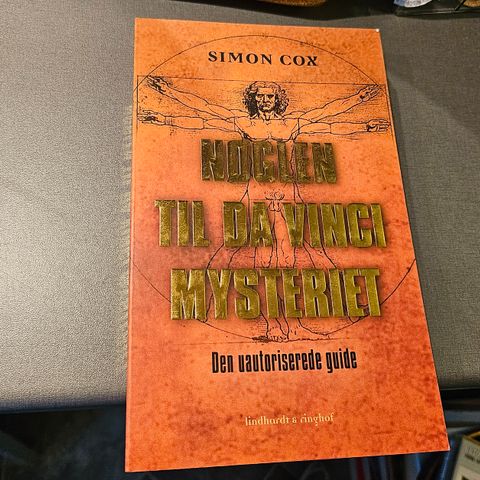 SIMON COX
NØGLEN
TIL DA VINCI
MYSTERIET
Den uautoriserede guide
lindhardt & ringhof